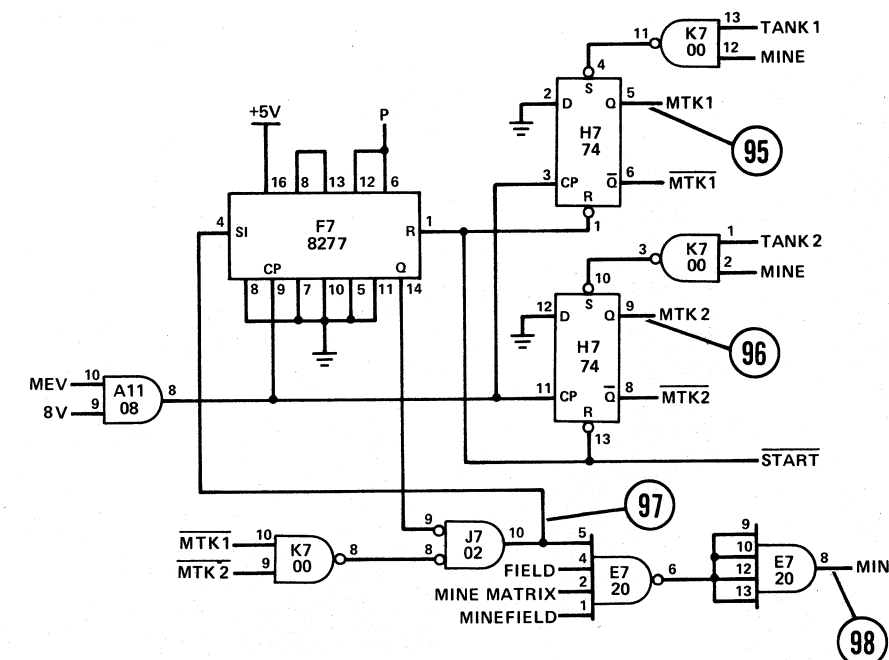 13 TANK 1
11 K7
00
12 MINE
4
S
2 D Q 5 MTK1
H7
74
95
3 CP Q 6 MTK1
R
1
+5V P
16 8 13 12 6
4 SI F7 R 1
8277
CP Q
8 9 7 10 5 11 14
1 TANK 2
3 K7
00
2 MINE
10
S
12 D Q 9 MTK 2
H7
74
96
11 CP Q 8 MTK2
R
13
MEV 10 A11 8
08
8V 9
START
97
MTK1 10 K7 8
00
MTK2 9
9 J7 10
02
8
5
FIELD 4 E7 6
20
MINE MATRIX 2
MINEFIELD 1
9
10 E7 8 MIN
20
12
13
98